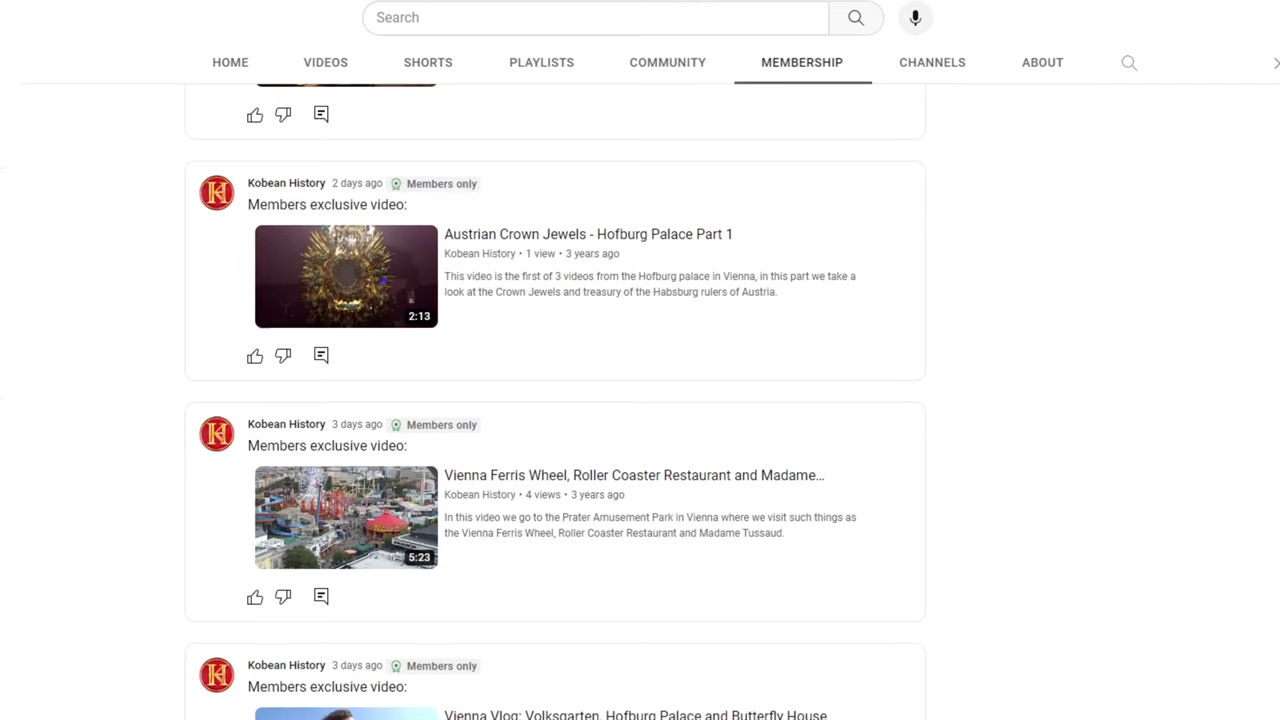 Search
HOME VIDEOS SHORTS PLAYLISTS COMMUNITY MEMBERSHIP CHANNELS ABOUT
Kobean History 2 days ago Members only
Members exclusive video:
Austrian Crown Jewels - Hofburg Palace Part 1
Kobean History • 1 view • 3 years ago
This video is the first of 3 videos from the Hofburg palace in Vienna, in this part we take a
look at the Crown Jewels and treasury of the Habsburg rulers of Austria.
2:13
Kobean History 3 days ago Members only
Members exclusive video:
Vienna Ferris Wheel, Roller Coaster Restaurant and Madame...
Kobean History • 4 views • 3 years ago
In this video we go to the Prater Amusement Park in Vienna where we visit such things as
the Vienna Ferris Wheel, Roller Coaster Restaurant and Madame Tussaud.
5:23
Kobean History 3 days ago Members only
Members exclusive video:
Vienna Vlog: Volksgarten, Hofburg Palace and Butterfly House